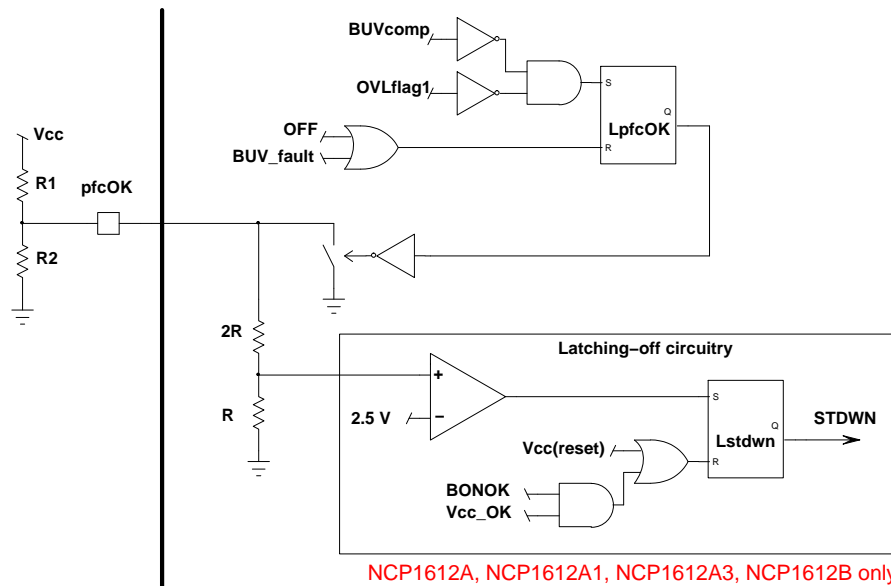 BUVcomp
OVLflag1
S
Q
LpfcOK
R
OFF
BUV_fault
Vcc
R1
pfcOK
R2
2R
R
Latching−off circuitry
+
2.5 V
−
S
Q
STDWN
Lstdwn
R
Vcc(reset)
BONOK
Vcc_OK
NCP1612A, NCP1612A1, NCP1612A3, NCP1612B only